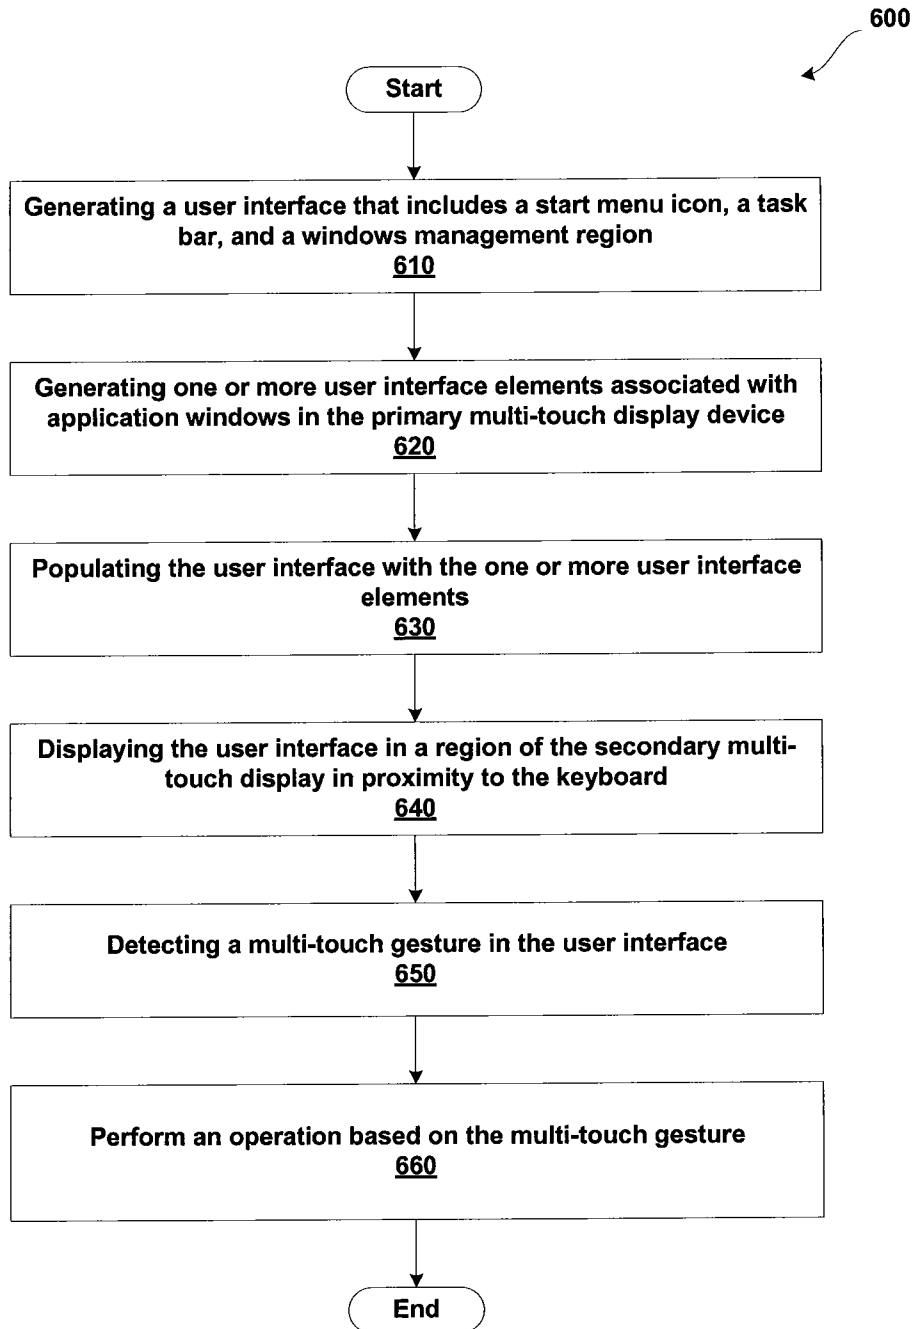 600
Start
Generating a user interface that includes a start menu icon, a task
bar, and a windows management region
610
Generating one or more user interface elements associated with
application windows in the primary multi-touch display device
620
Populating the user interface with the one or more user interface
elements
630
Displaying the user interface in a region of the secondary multi-
touch display in proximity to the keyboard
640
Detecting a multi-touch gesture in the user interface
650
Perform an operation based on the multi-touch gesture
660
End